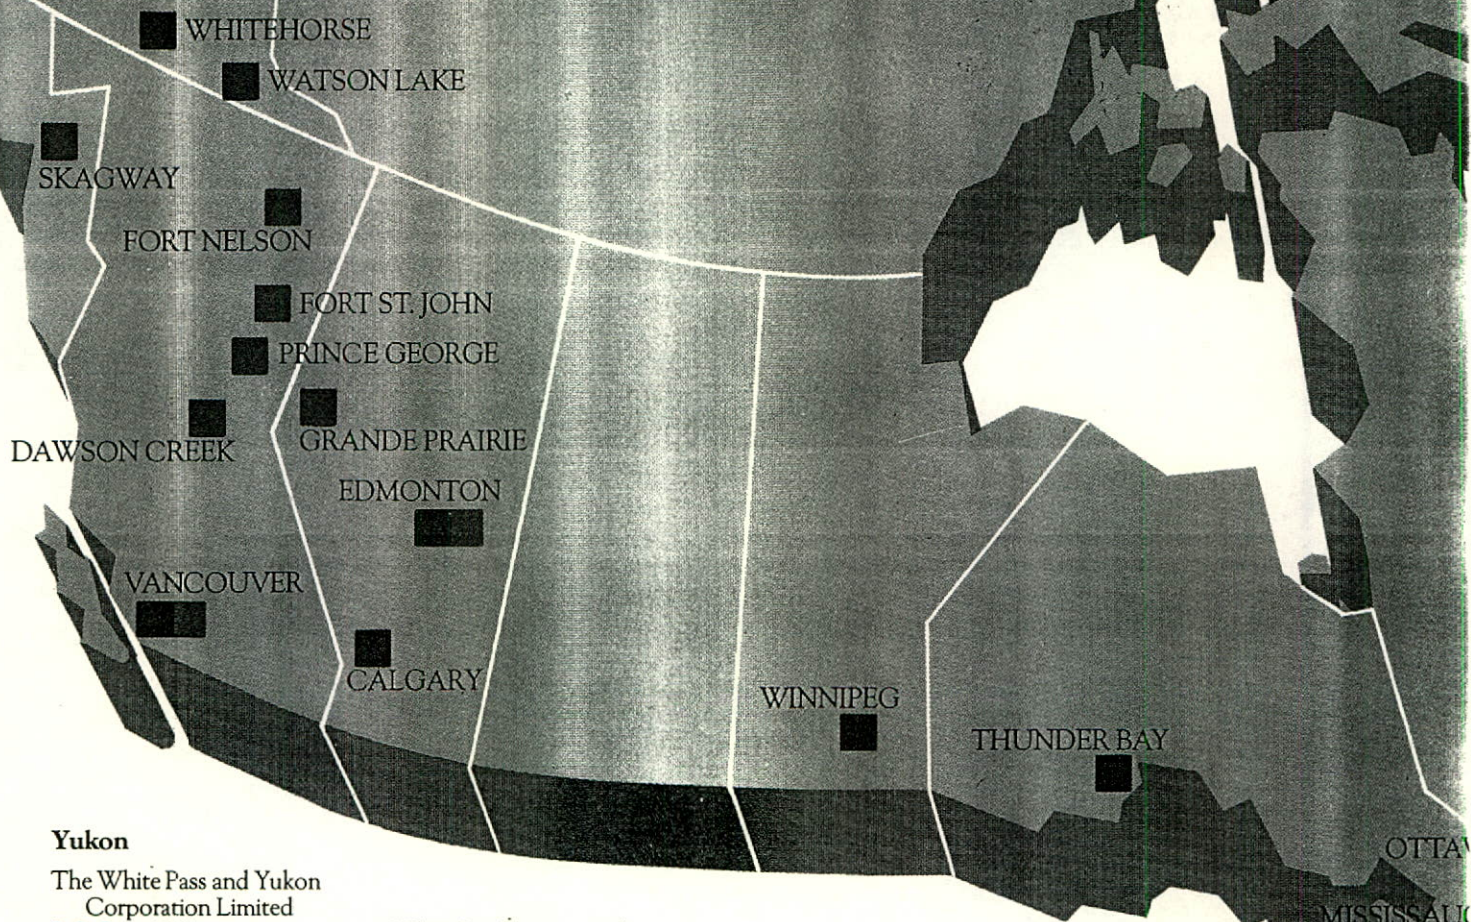 WHITEHORSE
WATSON LAKE
SKAGWAY
FORT NELSON
FORT ST. JOHN
PRINCE GEORGE
DAWSON CREEK
GRANDE PRAIRIE
EDMONTON
VANCOUVER
CALGARY
WINNIPEG
THUNDER BAY
Yukon
The White Pass and Yukon
Corporation Limited